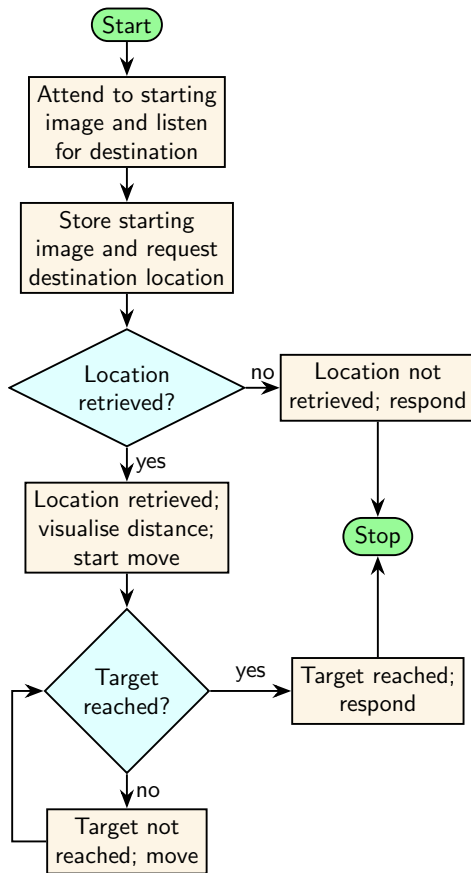 Start
Attend to starting
image and listen
for destination
Store starting
image and request
destination location
Location
retrieved?
no
Location not
retrieved; respond
yes
Location retrieved;
visualise distance;
start move
Stop
Target
reached?
yes
Target reached;
respond
no
Target not
reached; move